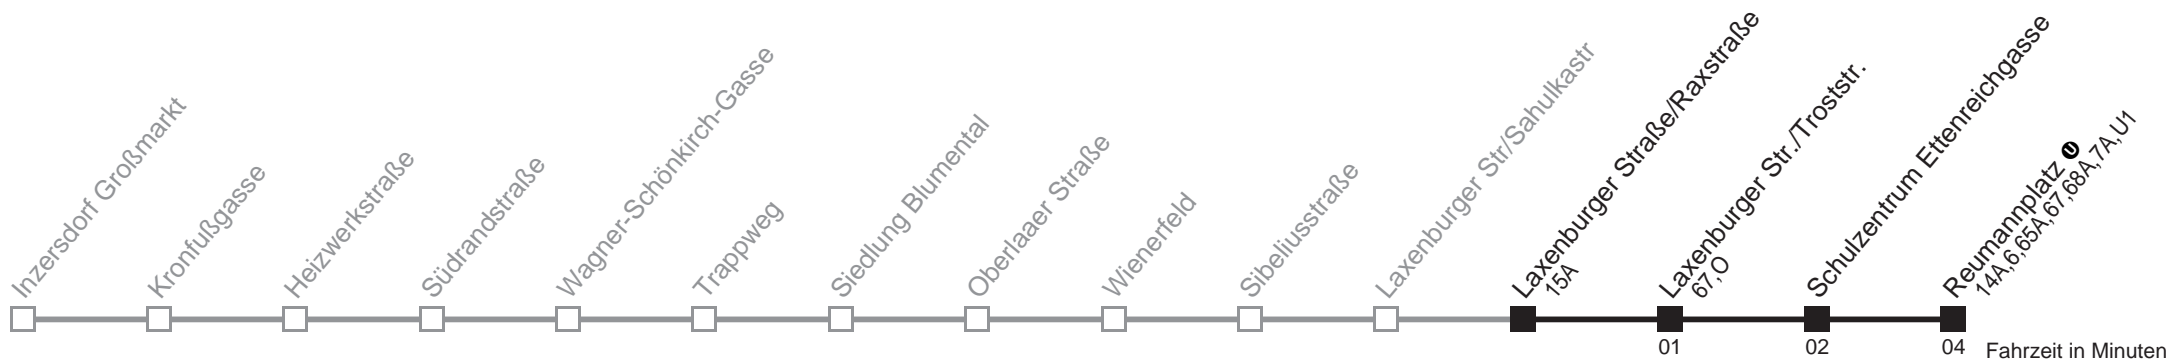 Inzersdorf Großmarkt
Kronfußgasse
Heizwerkstraße
Südrandstraße
Wagner-Schönkirch-Gasse
Trappweg
Siedlung Blumental
Oberlaaer Straße
Wienerfeld
Sibeliusstraße
Laxenburger Str/Sahulkastr
Laxenburger Straße/Raxstraße
15A
Laxenburger Str./Troststr.
67,O
Schulzentrum Ettenreichgasse
Reumannplatz U
14A,6,65A,67,68A,7A,U1
01
02
04
Fahrzeit in Minuten